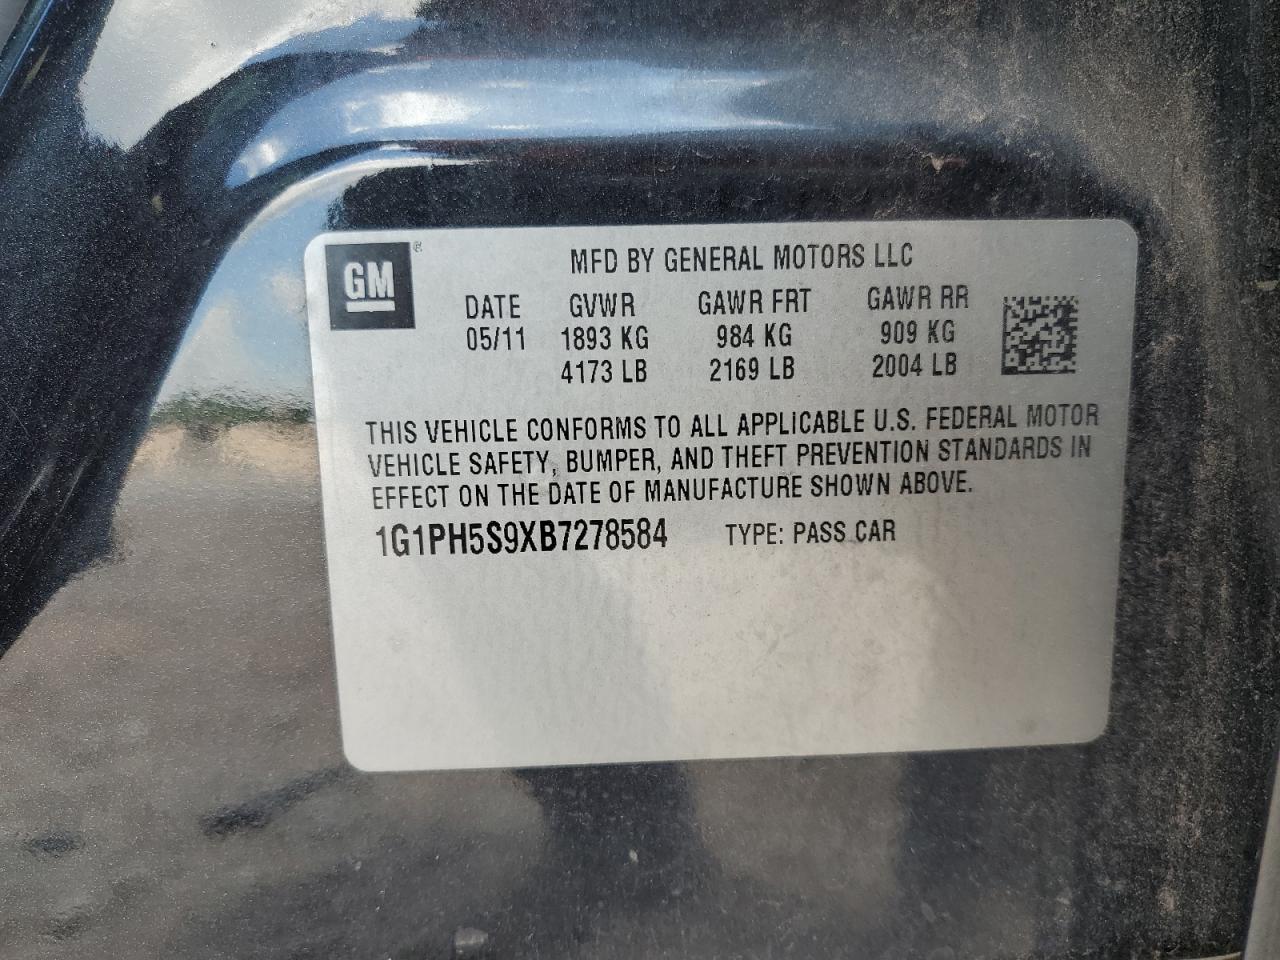 GM ®
MFD BY GENERAL MOTORS LLC
DATE GVWR GAWR FRT GAWR RR
05/11 1893 KG 984 KG 909 KG
4173 LB 2169 LB 2004 LB
THIS VEHICLE CONFORMS TO ALL APPLICABLE U.S. FEDERAL MOTOR
VEHICLE SAFETY, BUMPER, AND THEFT PREVENTION STANDARDS IN
EFFECT ON THE DATE OF MANUFACTURE SHOWN ABOVE.
1G1PH5S9XB7278584 TYPE: PASS CAR